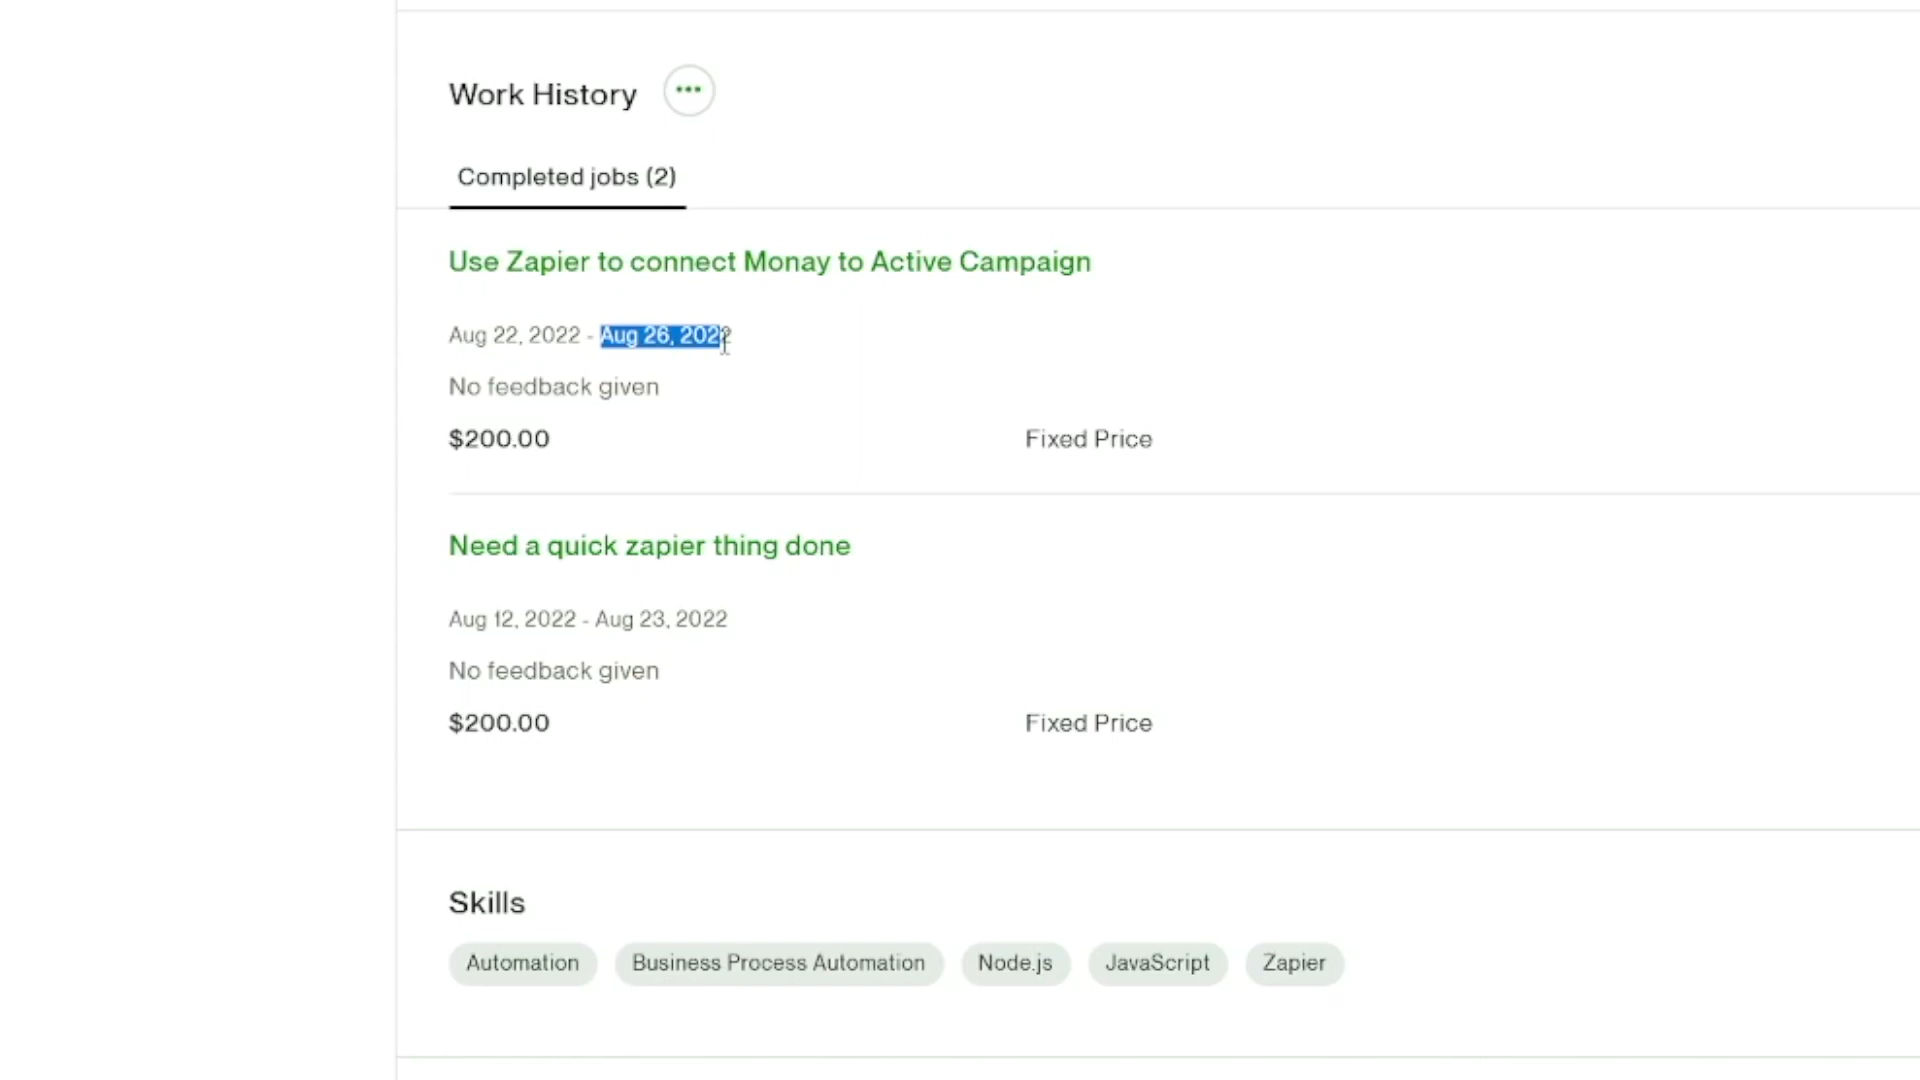 Work History
Completed jobs (2)
Use Zapier to connect Monay to Active Campaign
Aug 22, 2022 - Aug 26, 2022
No feedback given
$200.00 Fixed Price
Need a quick zapier thing done
Aug 12, 2022 - Aug 23, 2022
No feedback given
$200.00 Fixed Price
Skills
Automation Business Process Automation Node.js JavaScript Zapier